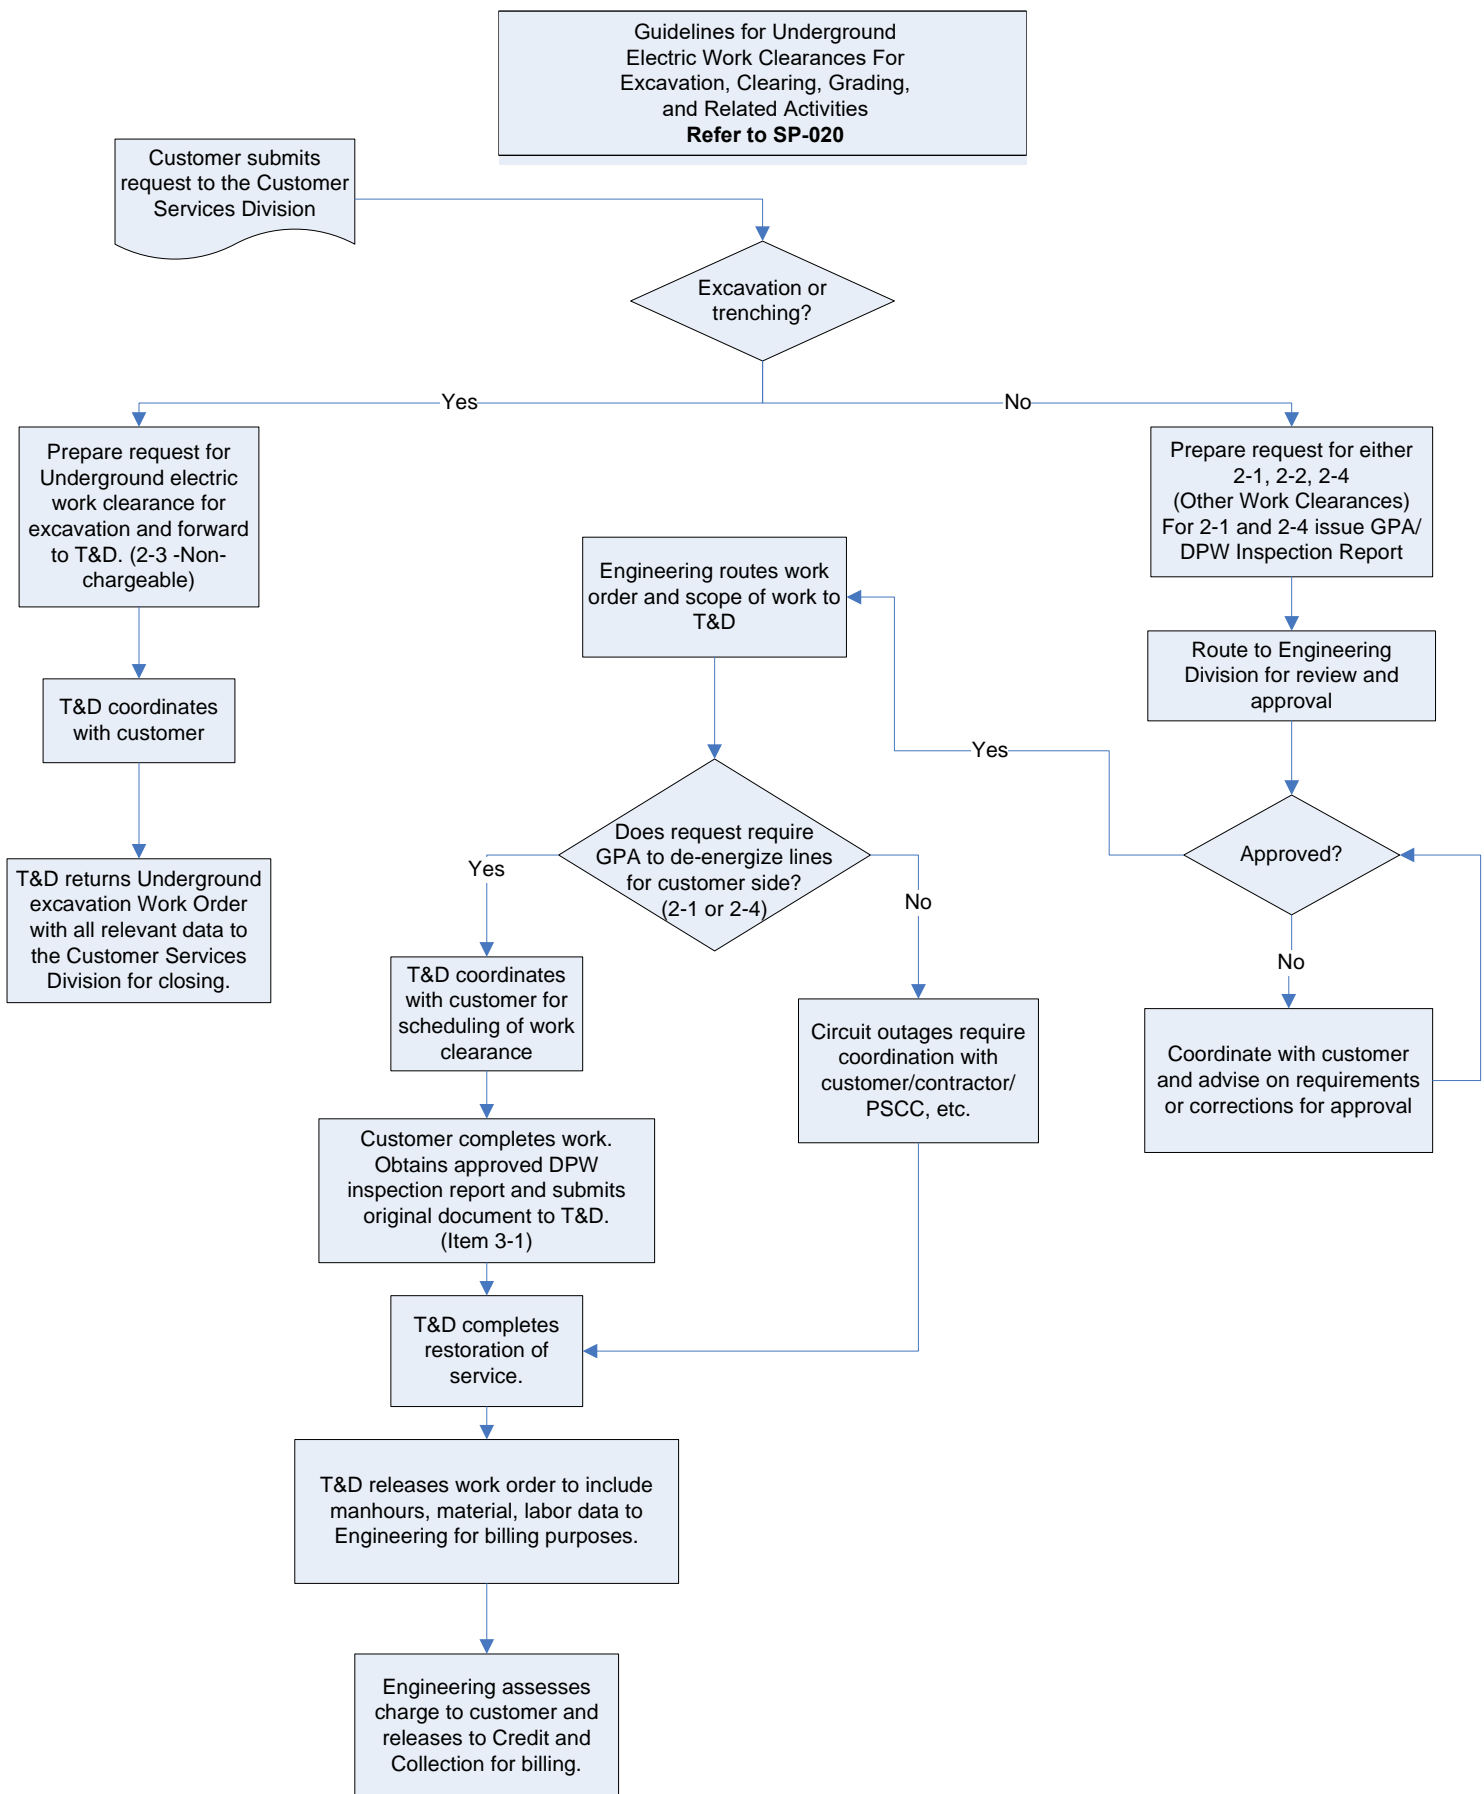 Guidelines for Underground
Electric Work Clearances For
Excavation, Clearing, Grading,
and Related Activities
Refer to SP-020
Customer submits
request to the Customer
Services Division
Excavation or
trenching?
Yes
No
Prepare request for
Underground electric
work clearance for
excavation and forward
to T&D. (2-3 -Non-
chargeable)
T&D coordinates
with customer
T&D returns Underground
excavation Work Order
with all relevant data to
the Customer Services
Division for closing.
Prepare request for either
2-1, 2-2, 2-4
(Other Work Clearances)
For 2-1 and 2-4 issue GPA/
DPW Inspection Report
Route to Engineering
Division for review and
approval
Approved?
Yes
No
Coordinate with customer
and advise on requirements
or corrections for approval
Engineering routes work
order and scope of work to
T&D
Does request require
GPA to de-energize lines
for customer side?
(2-1 or 2-4)
Yes
No
T&D coordinates
with customer for
scheduling of work
clearance
Circuit outages require
coordination with
customer/contractor/
PSCC, etc.
Customer completes work.
Obtains approved DPW
inspection report and submits
original document to T&D.
(Item 3-1)
T&D completes
restoration of
service.
T&D releases work order to include
manhours, material, labor data to
Engineering for billing purposes.
Engineering assesses
charge to customer and
releases to Credit and
Collection for billing.